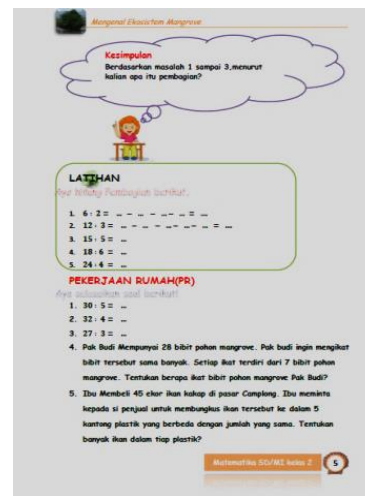 Mengenal Ekosistem Mangrove
Kesimpulan
Berdasarkan masalah 1 sampai 3,menurut
kalian apa itu pembagian?
LATIHAN
Ayo hitung Pembagian berikut.
1. 6 : 2 = … - … - …- … = …
2. 12 : 3 = … - … - …- …- … = …
3. 15 : 5 = …
4. 18 : 6 = …
5. 24 : 4 = …
PEKERJAAN RUMAH(PR)
Ayo selesaikan soal berikut!
1. 30 : 5 = …
2. 32 : 4 = …
3. 27 : 3 = …
4. Pak Budi Mempunyai 28 bibit pohon mangrove. Pak budi ingin mengikat
bibit tersebut sama banyak. Setiap ikat terdiri dari 7 bibit pohon
mangrove. Tentukan berapa ikat bibit pohon mangrove Pak Budi?
5. Ibu Membeli 45 ekor ikan kakap di pasar Camplong. Ibu meminta
kepada si penjual untuk membungkus ikan tersebut ke dalam 5
kantong plastik yang berbeda dengan jumlah yang sama. Tentukan
banyak ikan dalam tiap plastik?
Matematika SD/MI kelas 2
5